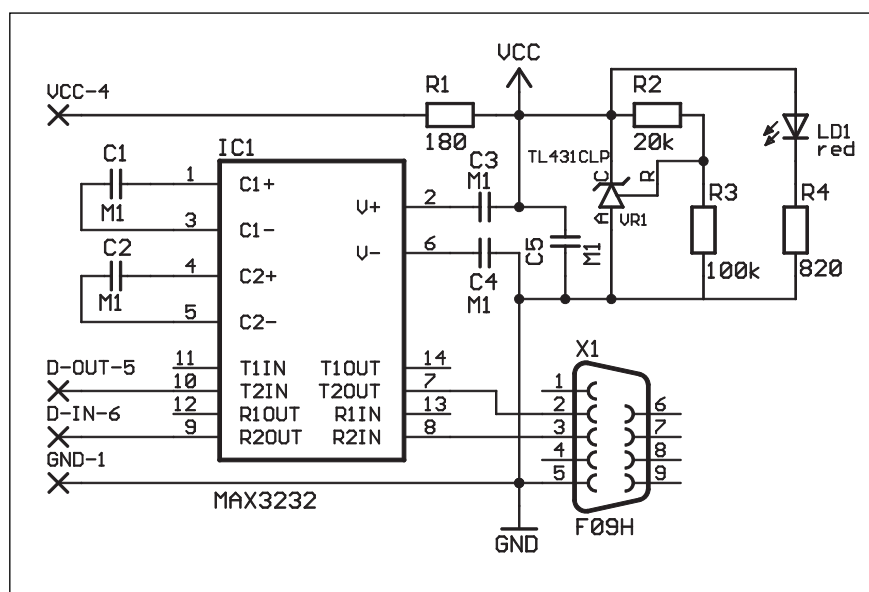 VCC
VCC-4
R1
180
R2
20k
LD1
red
TL431CLP
C
R
A
VR1
R3
100k
R4
820
IC1
C1
M1
1
3
C2
M1
4
5
C1+
C1-
C2+
C2-
V+
V-
2
6
C3
M1
C4
M1
C5
M1
D-OUT-5
D-IN-6
GND-1
11
10
12
9
T1IN
T2IN
R1OUT
R2OUT
T1OUT
T2OUT
R1IN
R2IN
14
7
13
8
MAX3232
X1
1
2
3
4
5
6
7
8
9
F09H
GND